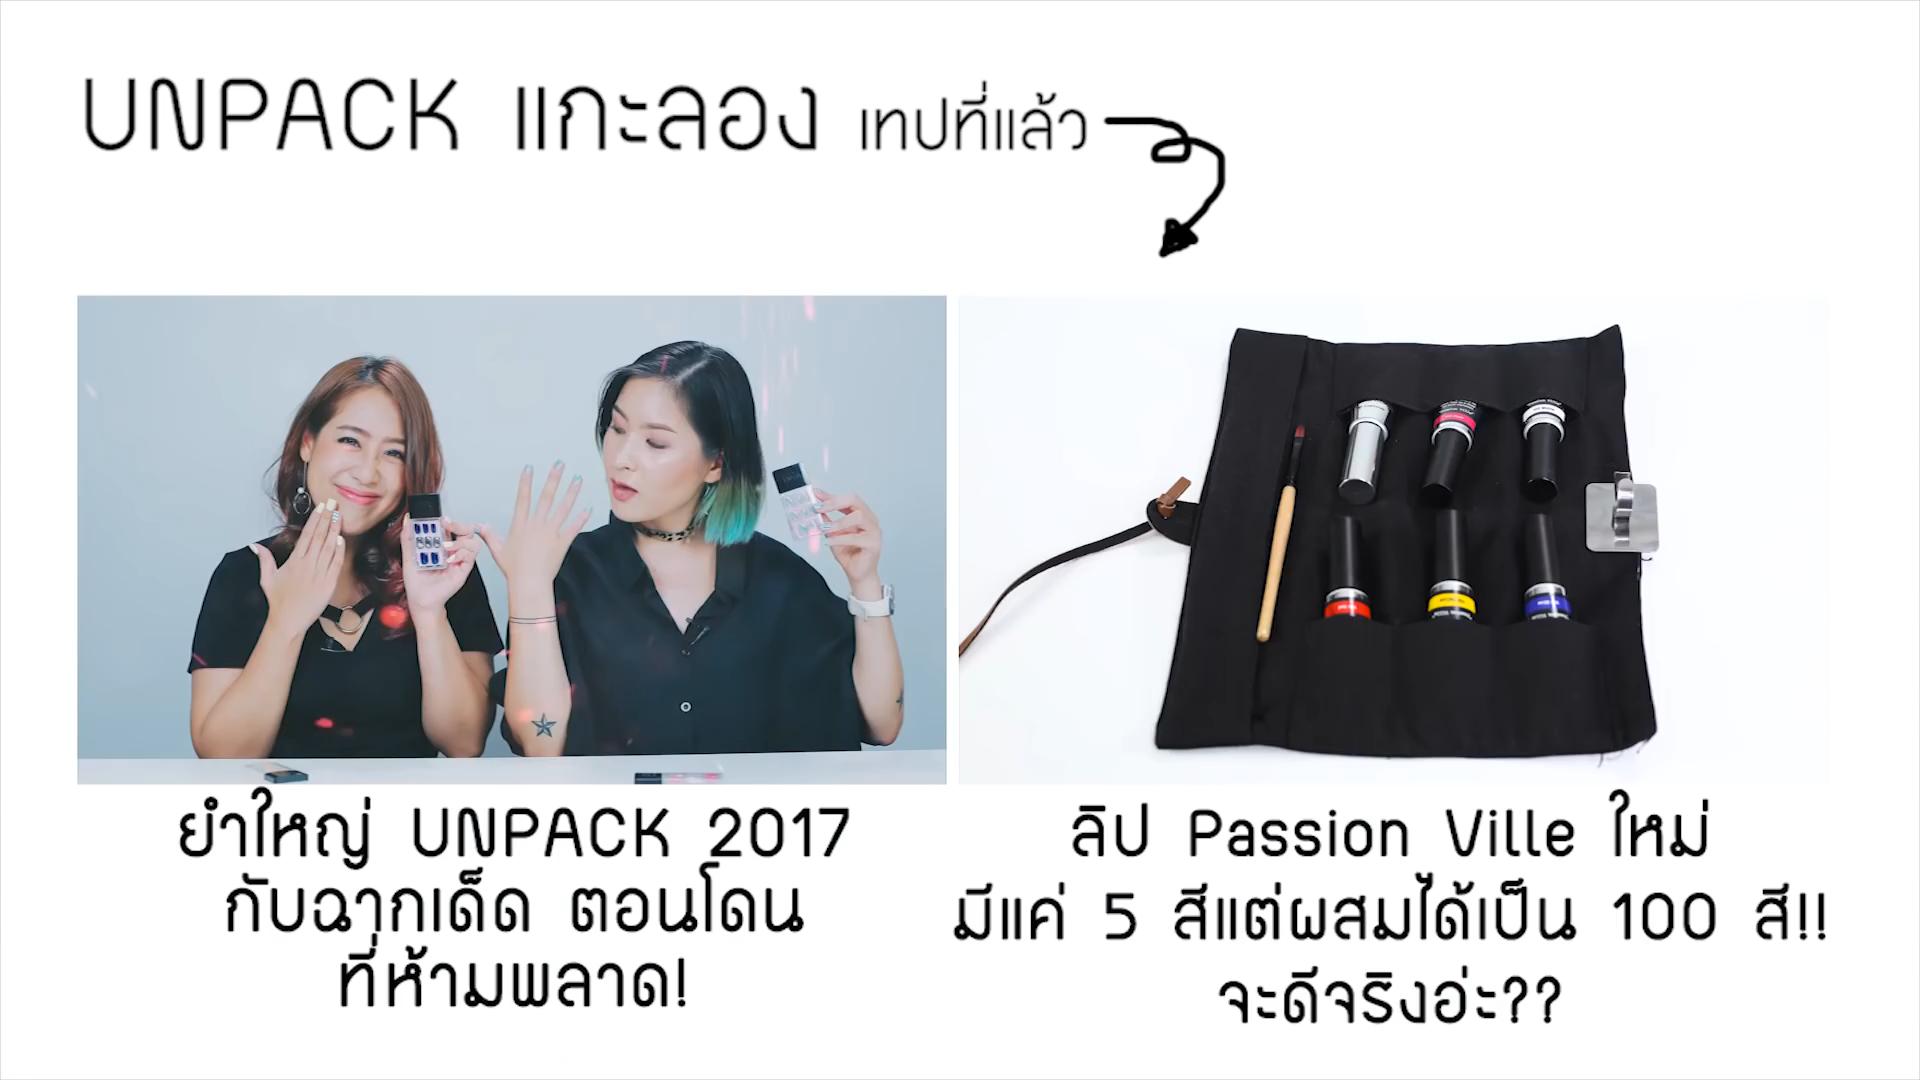 UNPACK แกะลอง เทปที่แล้ว
ยำใหญ่ UNPACK 2017
กับฉากเด็ด ตอนโดน
ที่ห้ามพลาด!
ลิป Passion Ville ใหม่
มีแค่ 5 สีแต่ผสมได้เป็น 100 สี!!
จะดีจริงอ่ะ??